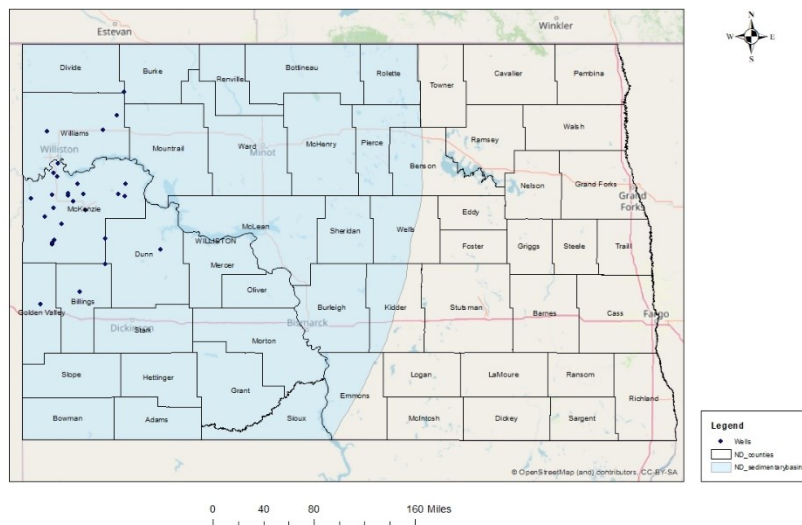 Estevan
Winkler
N
W E
S
Divide
Burke
Renville
Bottineau
Rolette
Towner
Cavalier
Pembina
Williams
Williston
Mountrail
Ward
Minot
McHenry
Pierce
Benson
Ramsey
Walsh
Nelson
Grand Forks
Grand
Forks
McKenzie
Dunn
McLean
WILLISTON
Mercer
Oliver
Sheridan
Wells
Eddy
Foster
Griggs
Steele
Traill
Billings
Golden Valley
Dickinson
Stark
Morton
Burleigh
Bismarck
Kidder
Stutsman
Barnes
Cass
Fargo
Slope
Hettinger
Grant
Sioux
Emmons
Logan
LaMoure
Ransom
Richland
Bowman
Adams
McIntosh
Dickey
Sargent
© OpenStreetMap (and) contributors, CC-BY-SA
Legend
Wells
ND_counties
ND_sedimentarybasin
0 40 80 160 Miles